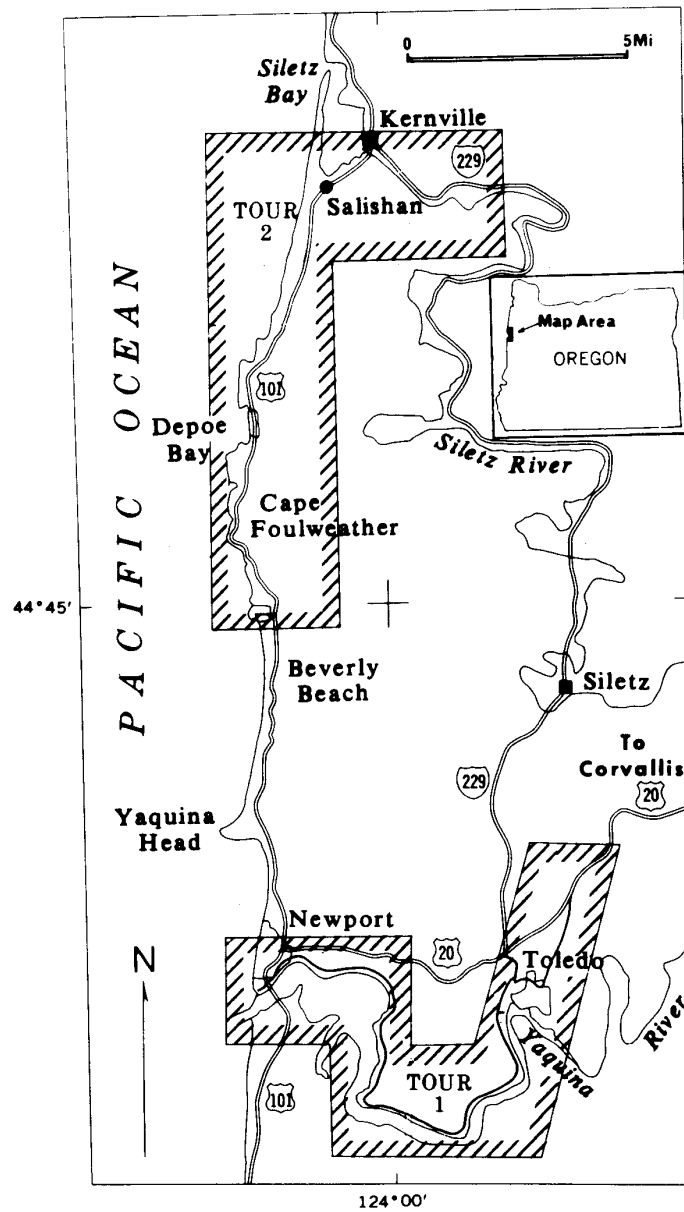 0 5Mi
Siletz
Bay
Kernville
229
TOUR
2
Salishan
Map Area
OREGON
101
Depoe
Bay
Siletz River
Cape
Foulweather
PACIFIC OCEAN
44°45'
Beverly
Beach
Siletz
To
Corvallis
229
20
Yaquina
Head
Newport
N
20
Toledo
Yaquina River
TOUR
1
101
124°00'